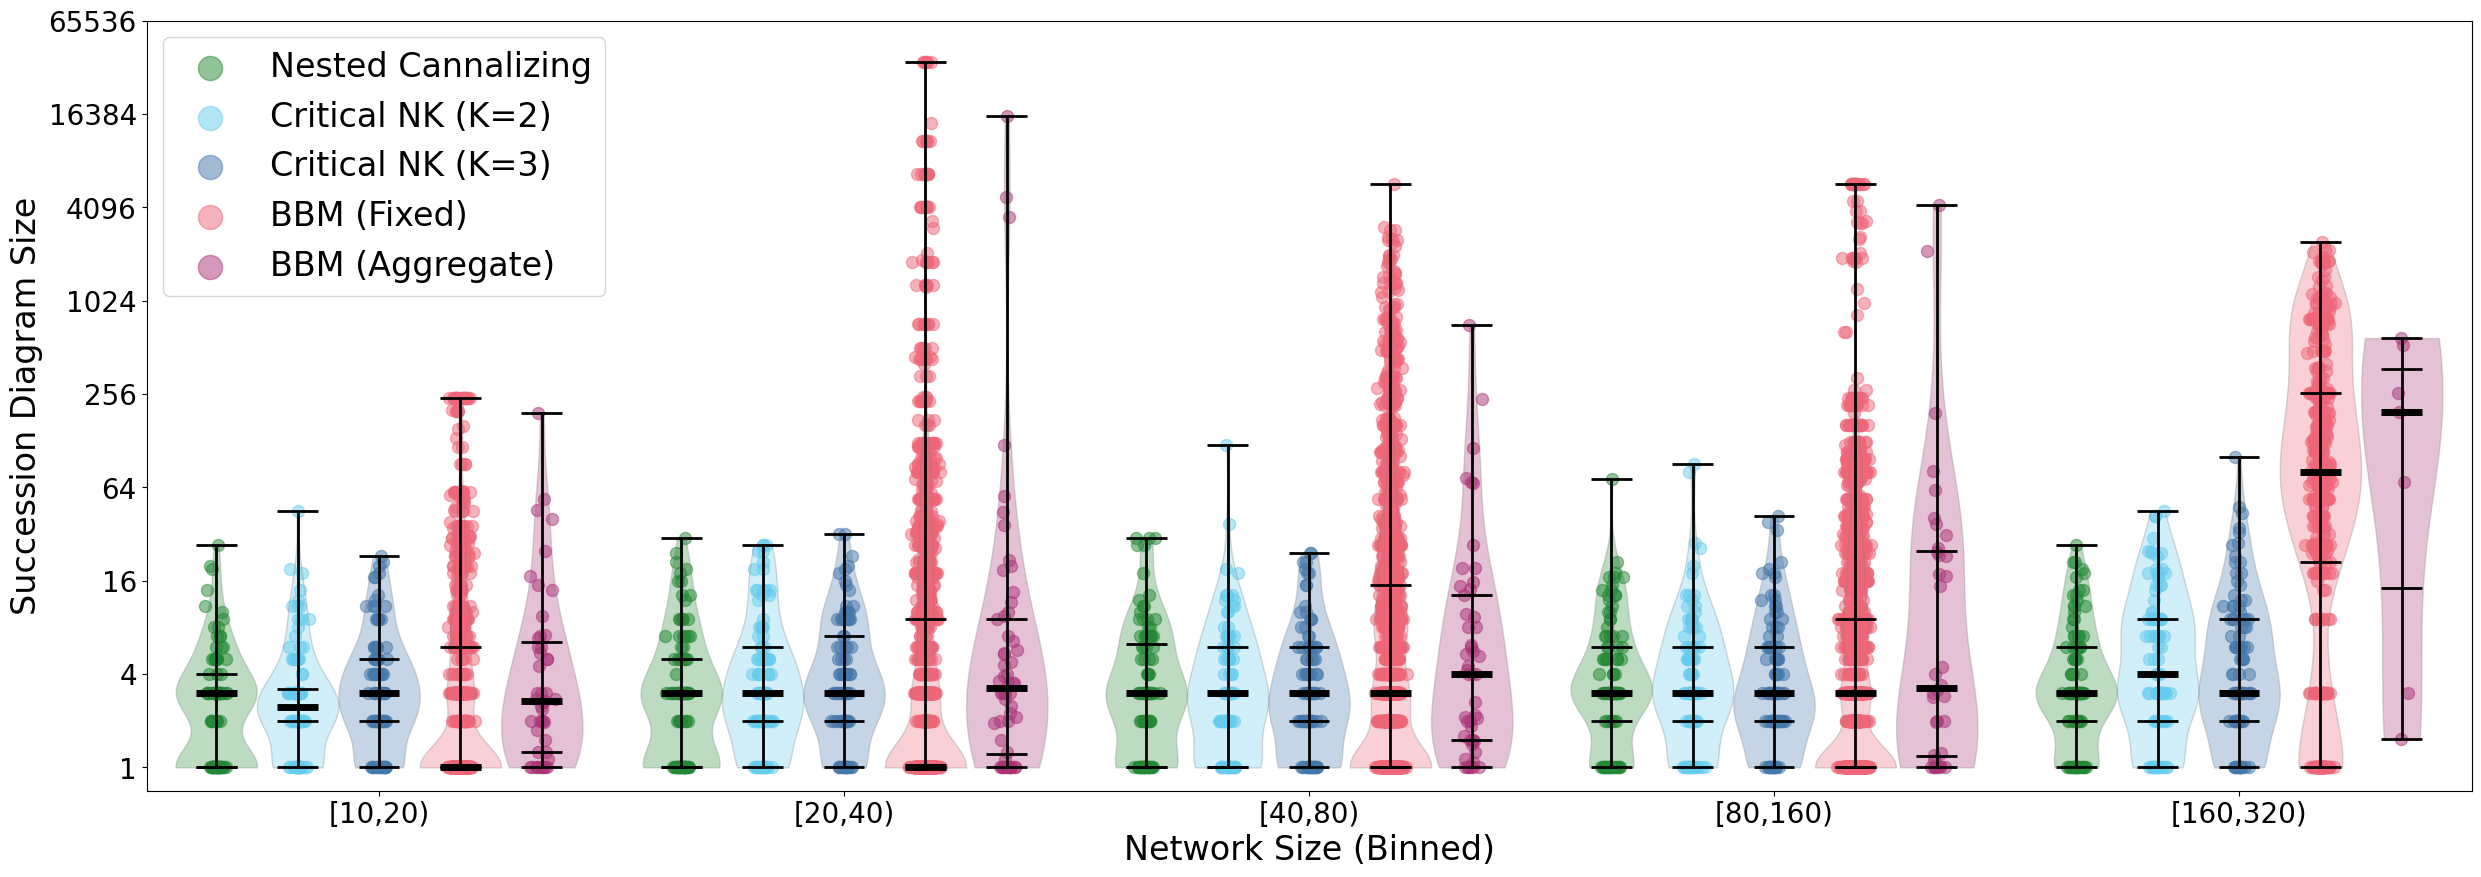 65536
16384
4096
1024
256
64
16
4
1
Succession Diagram Size
Nested Cannalizing
Critical NK (K=2)
Critical NK (K=3)
BBM (Fixed)
BBM (Aggregate)
[10,20)
[20,40)
[40,80)
[80,160)
[160,320)
Network Size (Binned)